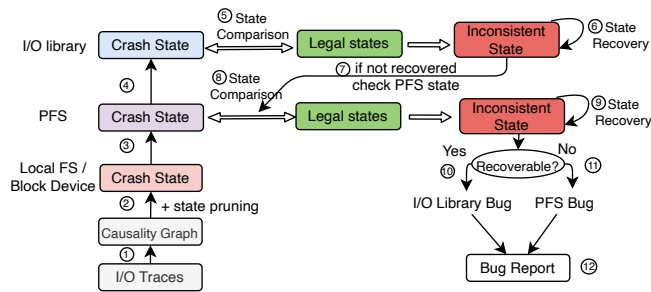 ⑤ State
Comparison
I/O library
Crash State
Legal states
Inconsistent
State
⑥ State
Recovery
④
⑧ State
Comparison
⑦ if not recovered
check PFS state
PFS
Crash State
Legal states
Inconsistent
State
⑨ State
Recovery
③
Local FS /
Block Device
Crash State
Yes
No
Recoverable?
⑩
⑪
② + state pruning
I/O Library Bug
PFS Bug
Causality Graph
①
I/O Traces
Bug Report
⑫